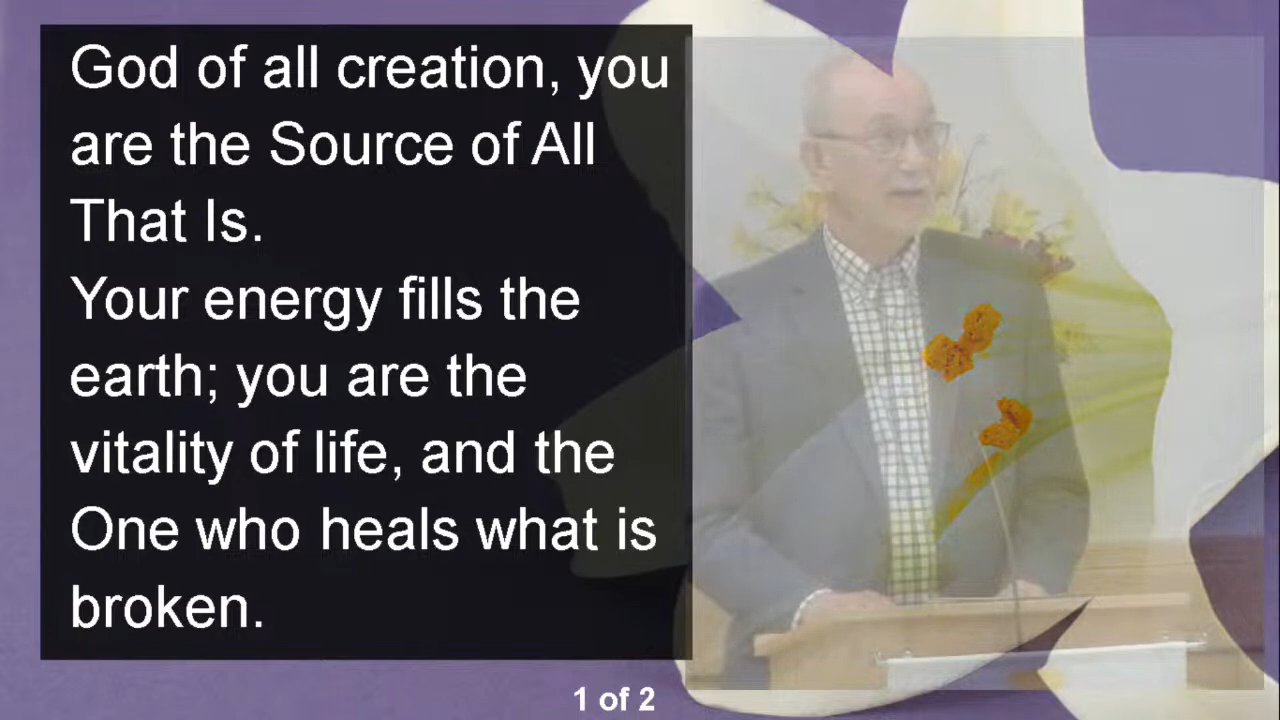 God of all creation, you
are the Source of All
That Is.
Your energy fills the
earth; you are the
vitality of life, and the
One who heals what is
broken.
1 of 2